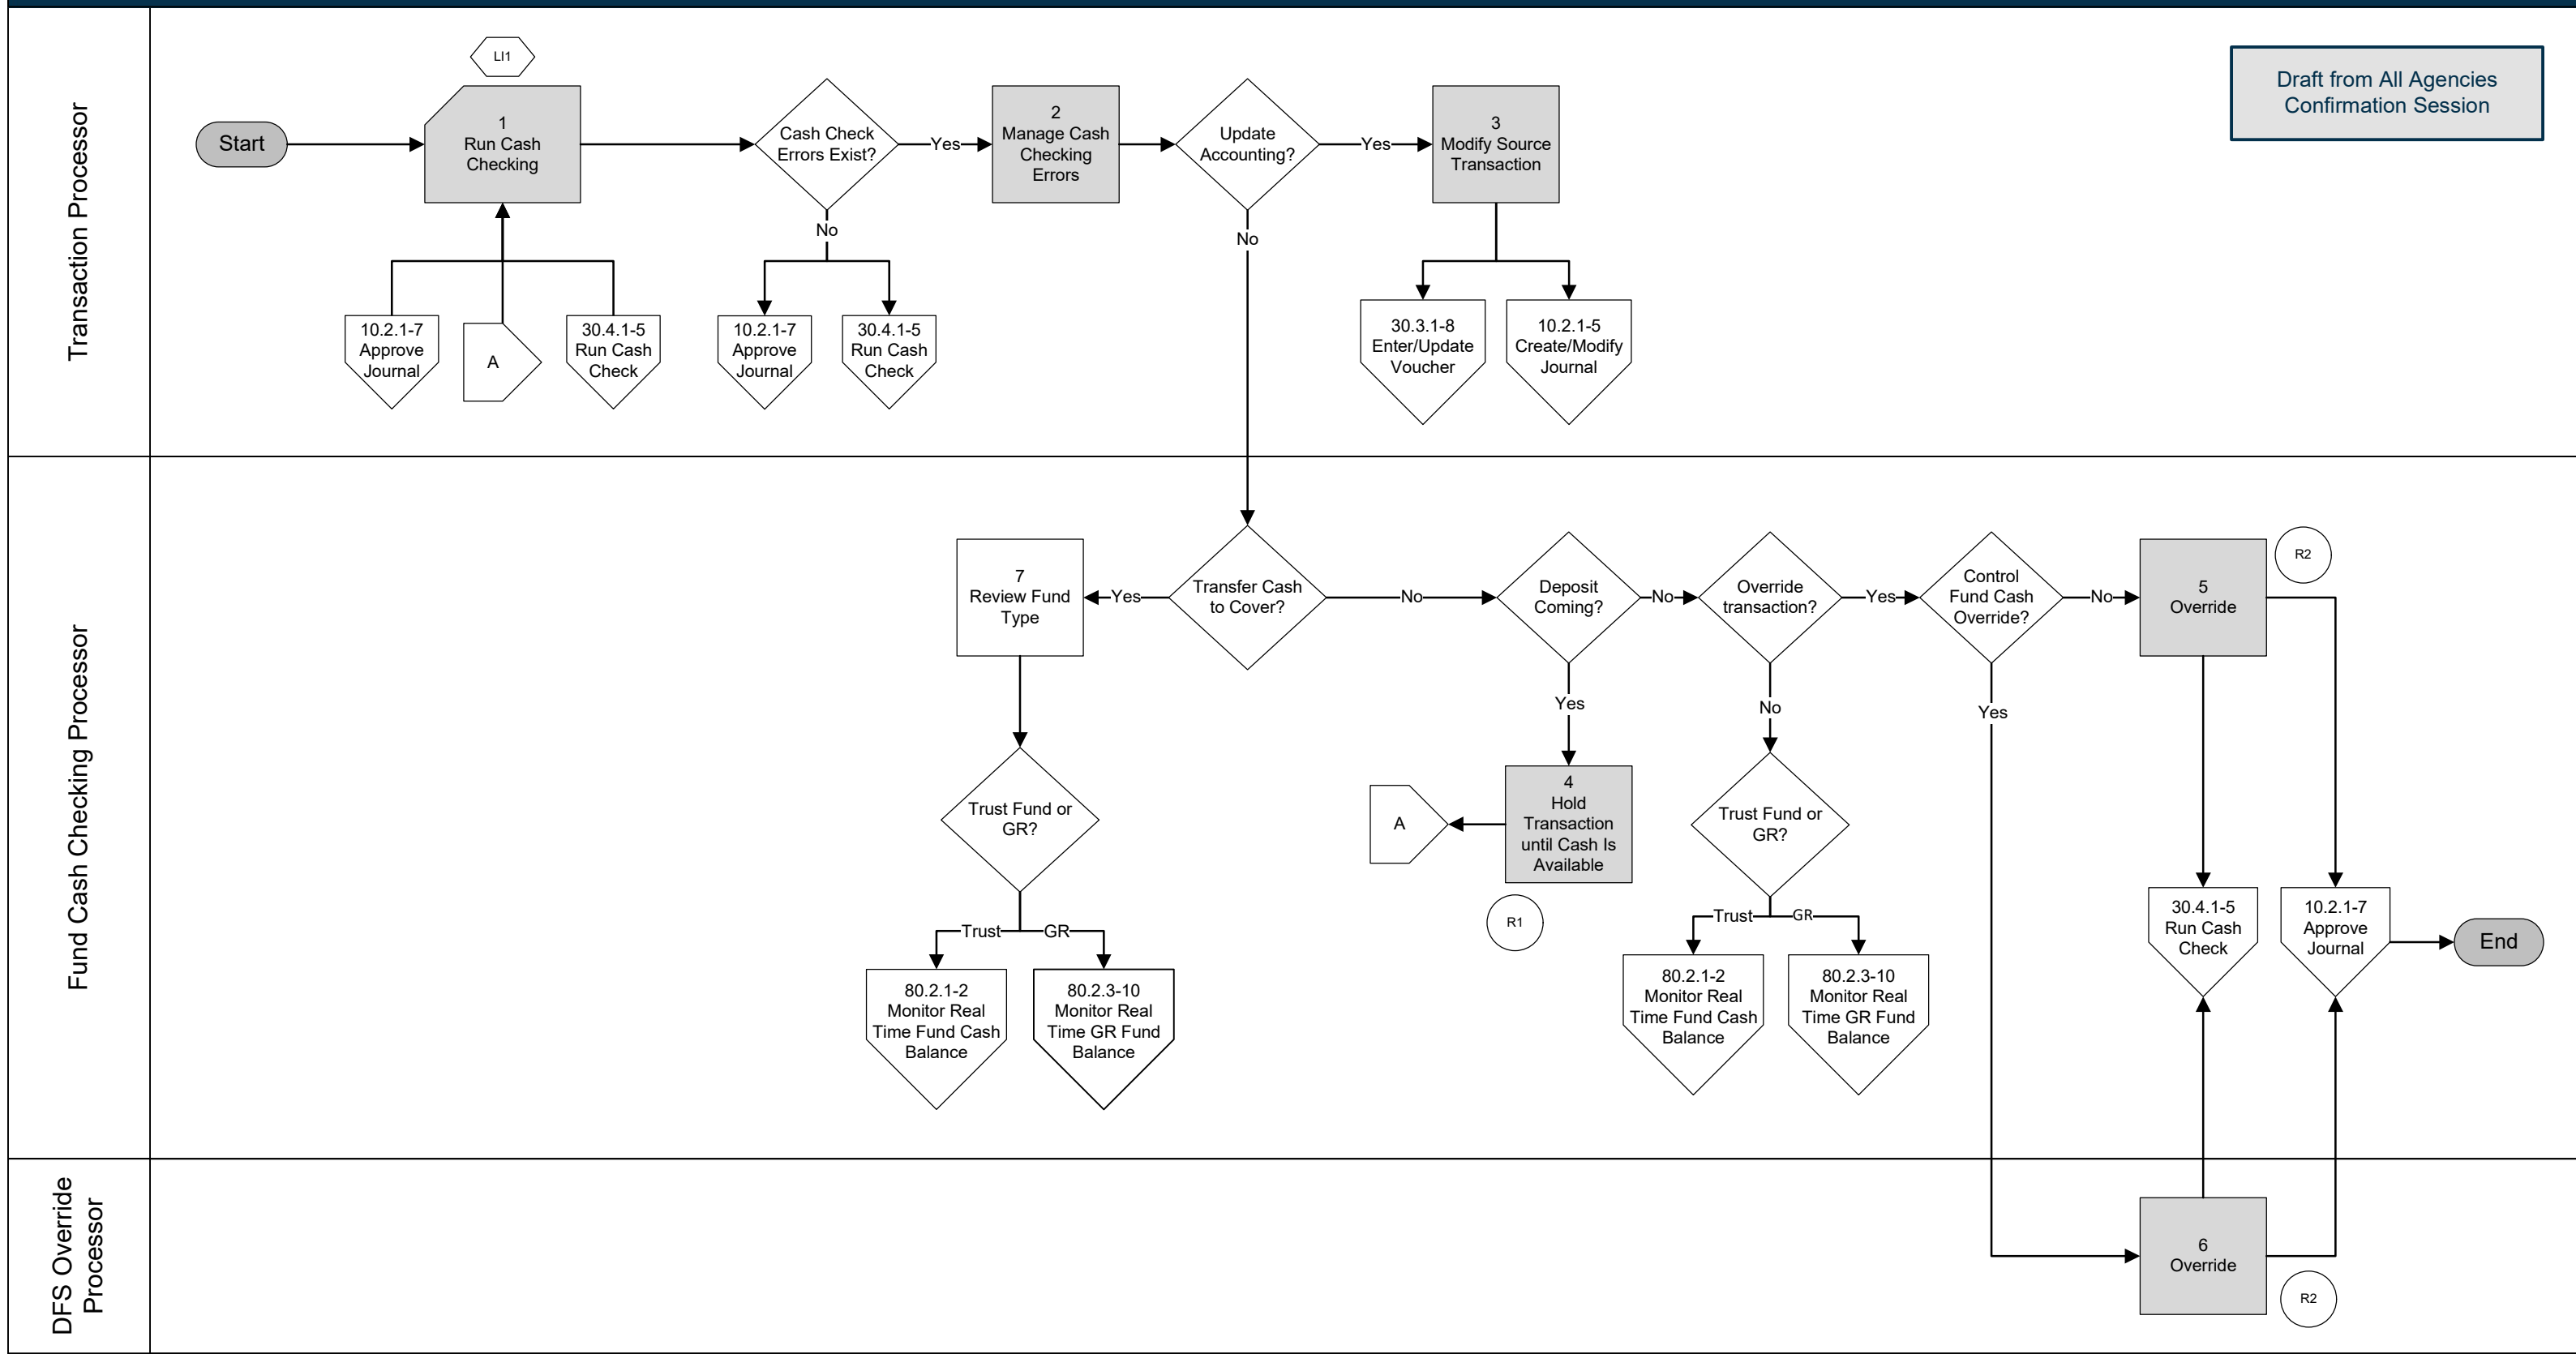 Transaction Processor
LI1
Start
1
Run Cash
Checking
Cash Check
Errors Exist?
Yes
2
Manage Cash
Checking
Errors
Update
Accounting?
Yes
3
Modify Source
Transaction
Draft from All Agencies
Confirmation Session
No
No
10.2.1-7
Approve
Journal
A
30.4.1-5
Run Cash
Check
10.2.1-7
Approve
Journal
30.4.1-5
Run Cash
Check
30.3.1-8
Enter/Update
Voucher
10.2.1-5
Create/Modify
Journal
Fund Cash Checking Processor
7
Review Fund
Type
Yes
Transfer Cash
to Cover?
No
Deposit
Coming?
No
Override
transaction?
Yes
Control
Fund Cash
Override?
No
5
Override
R2
Yes
No
Yes
Trust Fund or
GR?
A
4
Hold
Transaction
until Cash Is
Available
R1
Trust Fund or
GR?
Trust
GR
Trust
GR
80.2.1-2
Monitor Real
Time Fund Cash
Balance
80.2.3-10
Monitor Real
Time GR Fund
Balance
80.2.1-2
Monitor Real
Time Fund Cash
Balance
80.2.3-10
Monitor Real
Time GR Fund
Balance
30.4.1-5
Run Cash
Check
10.2.1-7
Approve
Journal
End
DFS Override
Processor
6
Override
R2